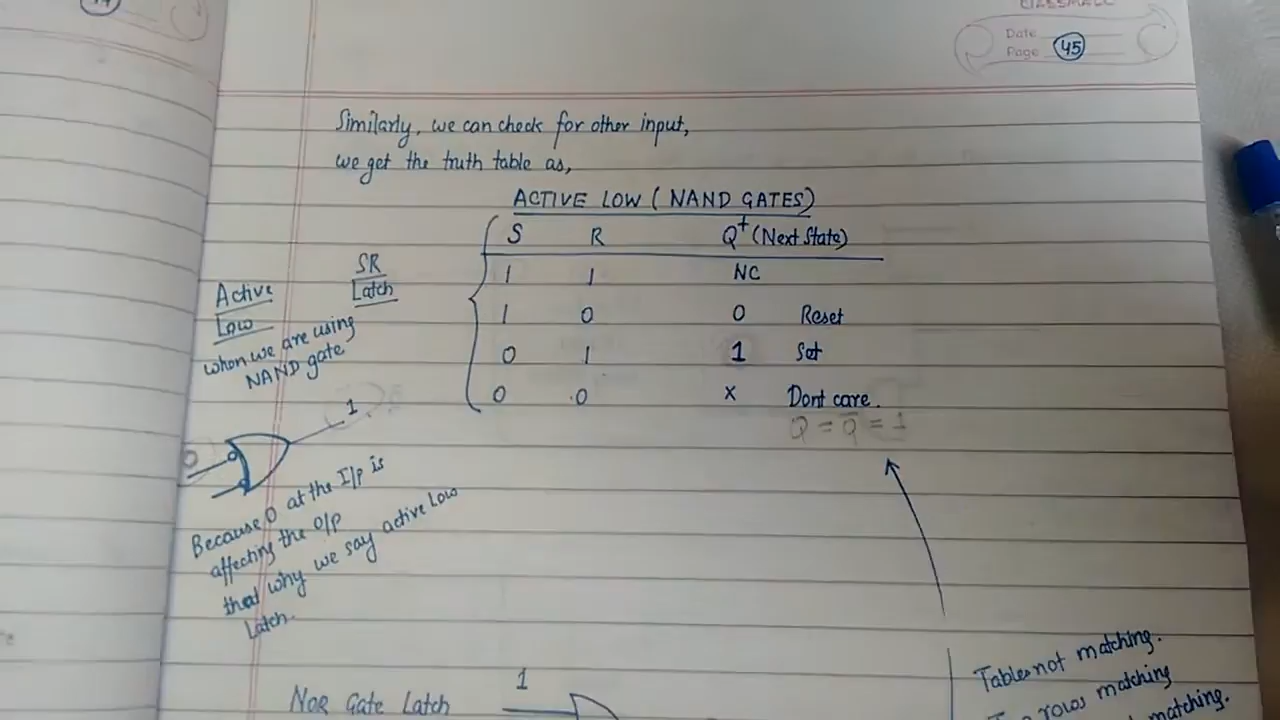 Date
Page 45
Similarly, we can check for other input,
we get the truth table as,
ACTIVE LOW ( NAND GATES)
S R Q+ (Next State)
1 1 NC
1 0 0 Reset
0 1 1 Set
0 0 X Dont care.
Q = Q̅ = 1
SR
Latch
Active
Low
when we are using
NAND gate
1
0
Because 0 at the I/p is
affecting the O/p
that why we say active low
Latch.
Tables not matching.
rows matching
matching.
NOR Gate Latch
1